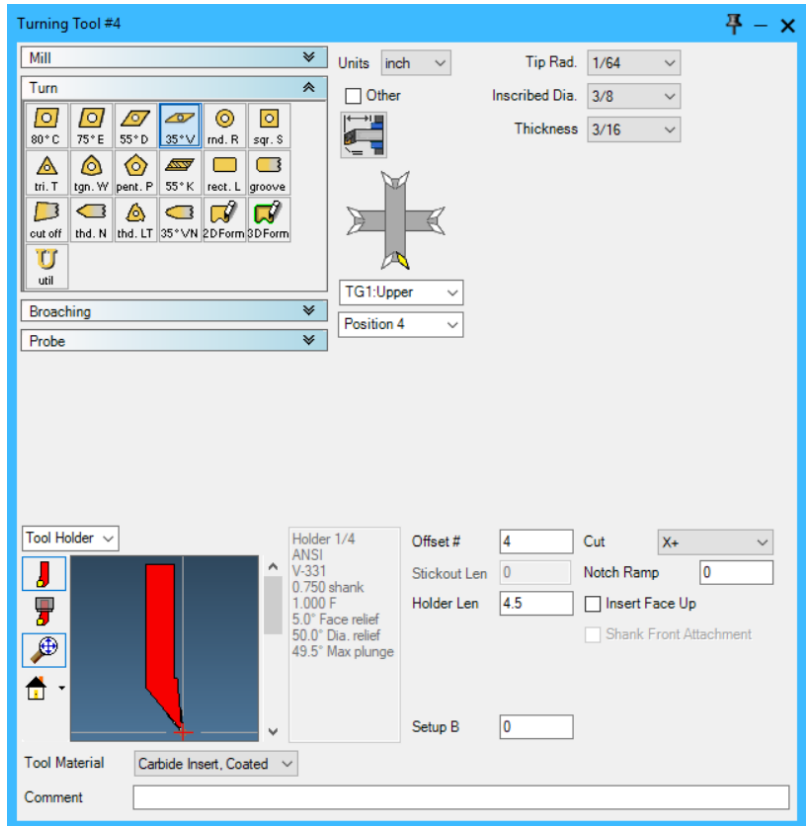 Turning Tool #4
Mill
Turn
80°C 75°E 55°D 35°V rnd. R sqr. S
tri. T tgn. W pent. P 55°K rect. L groove
cut off thd. N thd. LT 35°VN 2DForm 3DForm
util
Broaching
Probe
Units inch
Other
Tip Rad. 1/64
Inscribed Dia. 3/8
Thickness 3/16
TG1:Upper
Position 4
Tool Holder
Holder 1/4
ANSI
V-331
0.750 shank
1.000 F
5.0° Face relief
50.0° Dia. relief
49.5° Max plunge
Offset # 4
Stickout Len 0
Holder Len 4.5
Setup B 0
Cut X+
Notch Ramp 0
Insert Face Up
Shank Front Attachment
Tool Material Carbide Insert, Coated
Comment